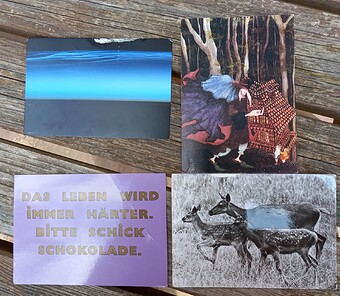 DAS LEBEN WIRD
IMMER HÄRTER.
BITTE SCHICK
SCHOKOLADE.